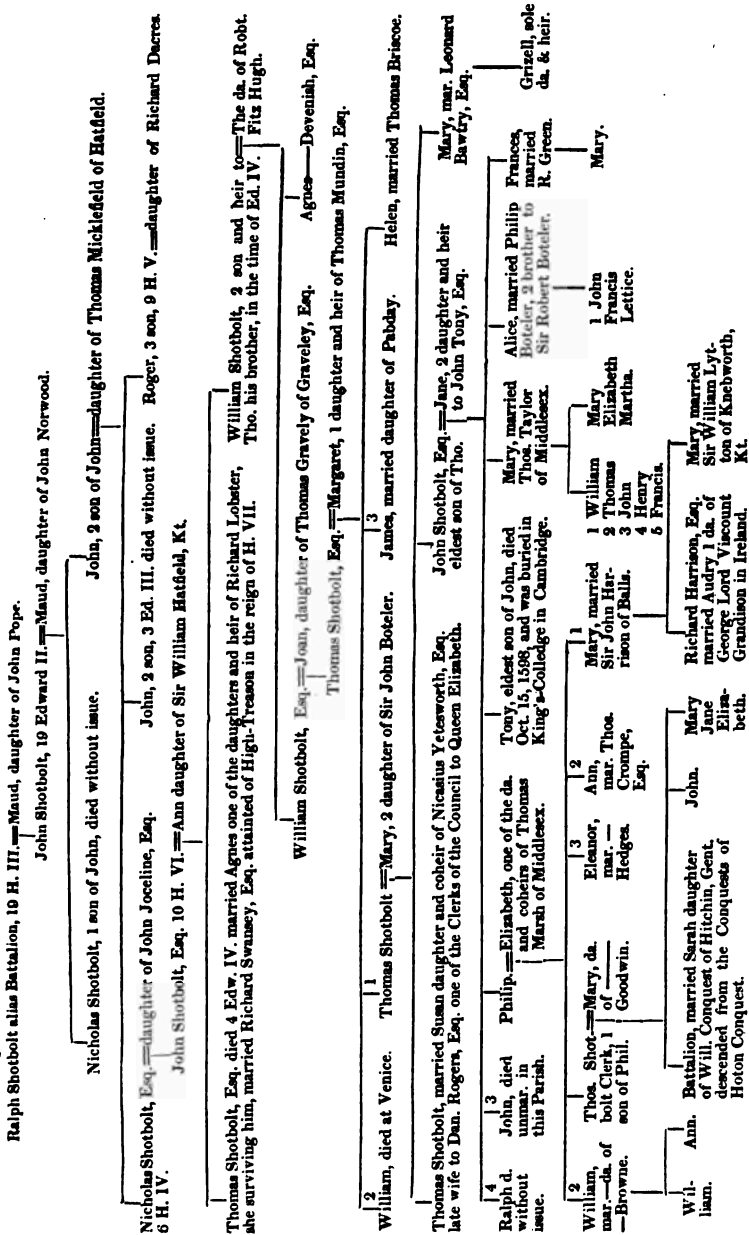 Ralph Shotbolt alias Battalion, 19 H. III.=Maud, daughter of John Pope.
John Shotbolt, 19 Edward II.=Maud, daughter of John Norwood.
Nicholas Shotbolt, 1 son of John, died without issue.
John, 2 son of John=daughter of Thomas Micklefield of Hatfield.
Nicholas Shotbolt, Esq.=daughter of John Joceline, Esq.
6 H. IV.
John, 2 son, 3 Ed. III. died without issue.
Roger, 3 son, 9 H. V.=daughter of Richard Dacres.
John Shotbolt, Esq. 10 H. VI.=Ann daughter of Sir William Hatfield, Kt.
Thomas Shotbolt, Esq. died 4 Edw. IV. married Agnes one of the daughters and heir of Richard Lobster,
she surviving him, married Richard Swansey, Esq. attainted of High-Treason in the reign of H. VII.
William Shotbolt, 2 son and heir to=The da. of Robt.
Tho. his brother, in the time of Ed. IV. Fitz Hugh.
William Shotbolt, Esq.=Joan, daughter of Thomas Gravely of Graveley, Esq.
Agnes—Devenish, Esq.
Thomas Shotbolt, Esq.=Margaret, 1 daughter and heir of Thomas Mundin, Esq.
2
William, died at Venice.
1
Thomas Shotbolt=Mary, 2 daughter of Sir John Boteler.
3
James, married daughter of Pabday.
Helen, married Thomas Briscoe.
Thomas Shotbolt, married Susan daughter and coheir of Nicasius Yetesworth, Esq.
late wife to Dan. Rogers, Esq. one of the Clerks of the Council to Queen Elizabeth.
John Shotbolt, Esq.=Jane, 2 daughter and heir
eldest son of Tho. to John Tony, Esq.
Mary, mar. Leonard
Bawtry, Esq.
4
Ralph d.
without
issue.
3
John, died
unmar. in
this Parish.
Philip.=Elizabeth, one of the da.
and coheirs of Thomas
Marsh of Middlesex.
Tony, eldest son of John, died
Oct. 15, 1598, and was buried in
King's-Colledge in Cambridge.
Mary, married
Thos. Taylor
of Middlesex.
Alice, married Philip
Boteler, 2 brother to
Sir Robert Boteler.
Frances,
married
R. Green.
Grizell, sole
da. & heir.
2
William,
mar.—da. of
—Browne.
Thos. Shot-=Mary, da.
bolt Clerk, 1 of ——
son of Phil. Goodwin.
3
Eleanor,
mar. —
Hedges.
2
Ann,
mar. Thos.
Crompe,
Esq.
1
Mary, married
Sir John Har-
rison of Balls.
1 William
2 Thomas
3 John
4 Henry
5 Francis.
Mary
Elizabeth
Martha.
1 John
Francis
Lettice.
Mary.
Wil-
liam.
Ann.
Battalion, married Sarah daughter
of Will. Conquest of Hitchin, Gent.
descended from the Conquests of
Hoton Conquest.
John.
Mary
Jane
Eliza-
beth.
Richard Harrison, Esq.
married Audry 1 da. of
George Lord Viscount
Grandison in Ireland.
Mary, married
Sir William Lyt-
ton of Knebworth,
Kt.